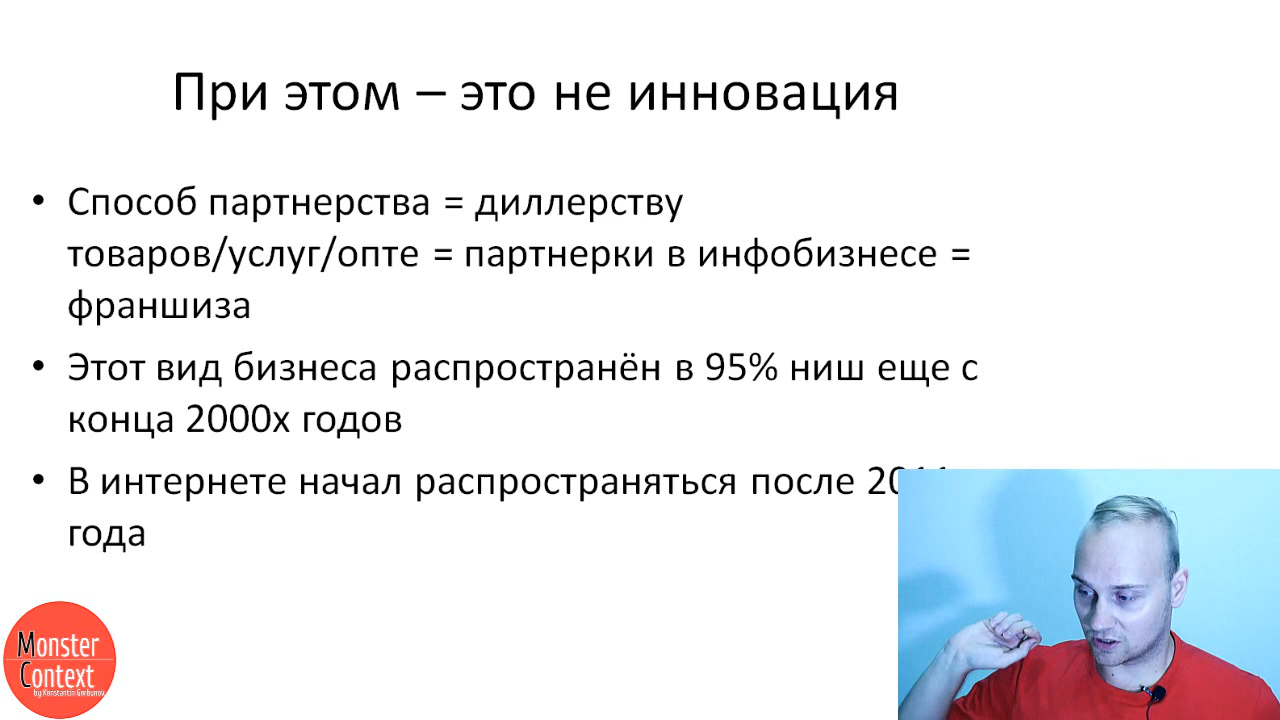 При этом – это не инновация
• Способ партнерства = диллерству
товаров/услуг/опте = партнерки в инфобизнесе =
франшиза
• Этот вид бизнеса распространён в 95% ниш еще с
конца 2000х годов
• В интернете начал распространяться после
года
Monster
Context
by Konstantin Gorbunov